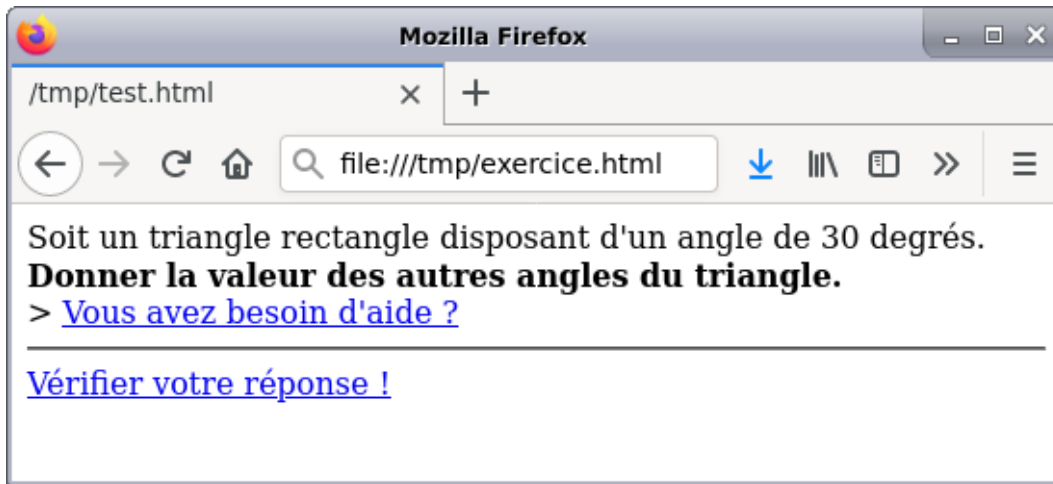 Mozilla Firefox
/tmp/test.html
file:///tmp/exercice.html
Soit un triangle rectangle disposant d'un angle de 30 degrés.
Donner la valeur des autres angles du triangle.
> Vous avez besoin d'aide ?
Vérifier votre réponse !